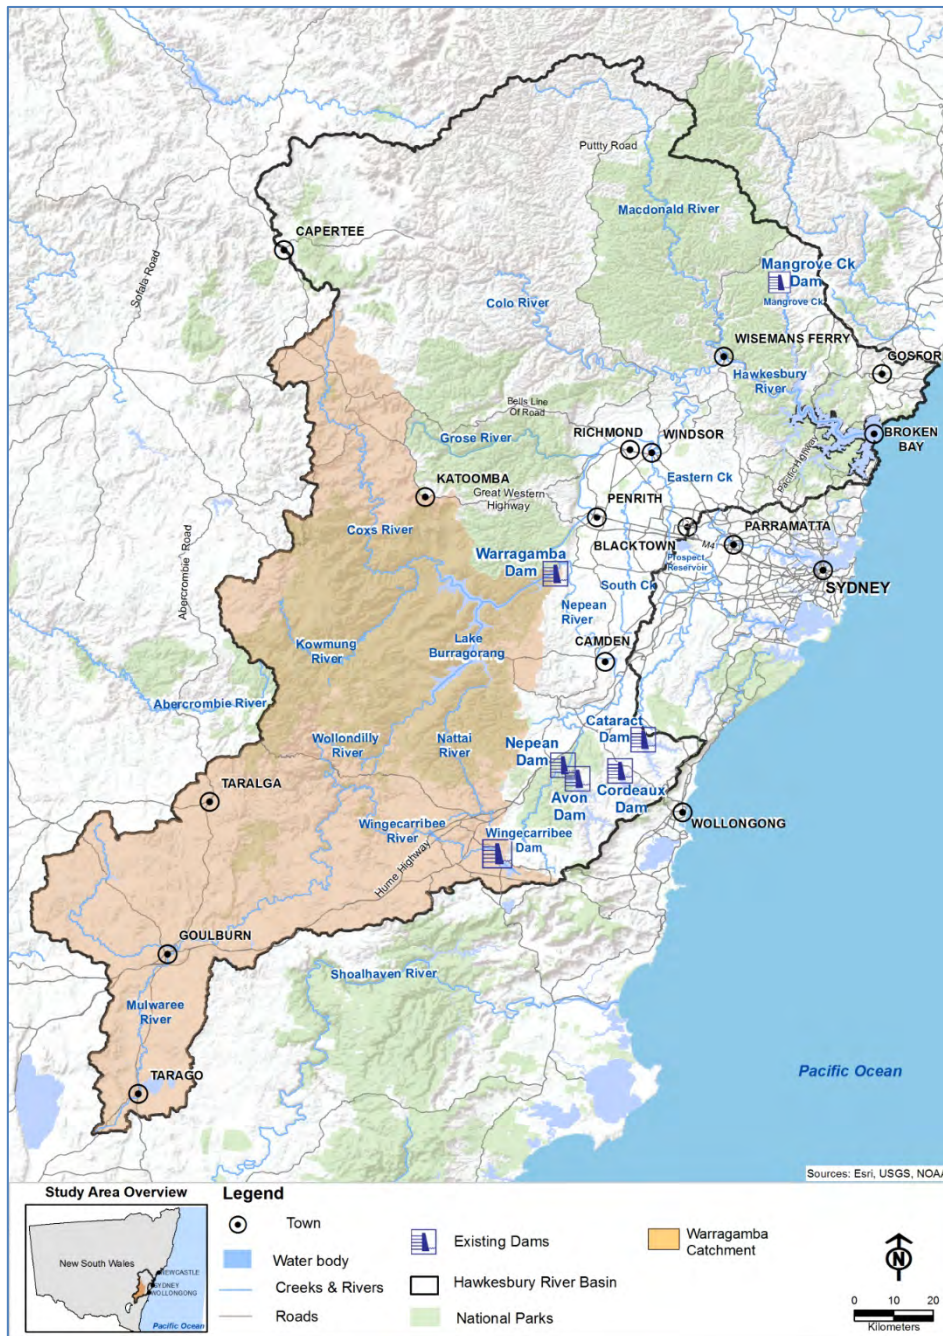 Puttty Road
Macdonald River
CAPERTEE
Sofala Road
Mangrove Ck
Dam
Mangrove Ck
Colo River
WISEMANS FERRY
GOSFOR
Hawkesbury
River
Bells Line
Of Road
Grose River
RICHMOND
WINDSOR
BROKEN
BAY
Pacific Highway
Eastern Ck
KATOOMBA
Great Western
Highway
PENRITH
Coxs River
BLACKTOWN
M4
PARRAMATTA
Prospect
Reservoir
Warragamba
Dam
SYDNEY
South Ck
Abercrombie Road
Nepean
River
Kowmung
River
Lake
Burragorang
CAMDEN
Abercrombie River
Wollondilly
River
Nattai
River
Cataract
Dam
Nepean
Dam
Avon
Dam
Cordeaux
Dam
TARALGA
WOLLONGONG
Wingecarribee
River
Wingecarribee
Dam
Hume Highway
GOULBURN
Shoalhaven River
Mulwaree
River
TARAGO
Pacific Ocean
Sources: Esri, USGS, NOAA
Study Area Overview
New South Wales
NEWCASTLE
SYDNEY
WOLLONGONG
Pacific Ocean
Legend
Town
Water body
Creeks & Rivers
Roads
Existing Dams
Hawkesbury River Basin
National Parks
Warragamba
Catchment
N
0 10 20
Kilometers